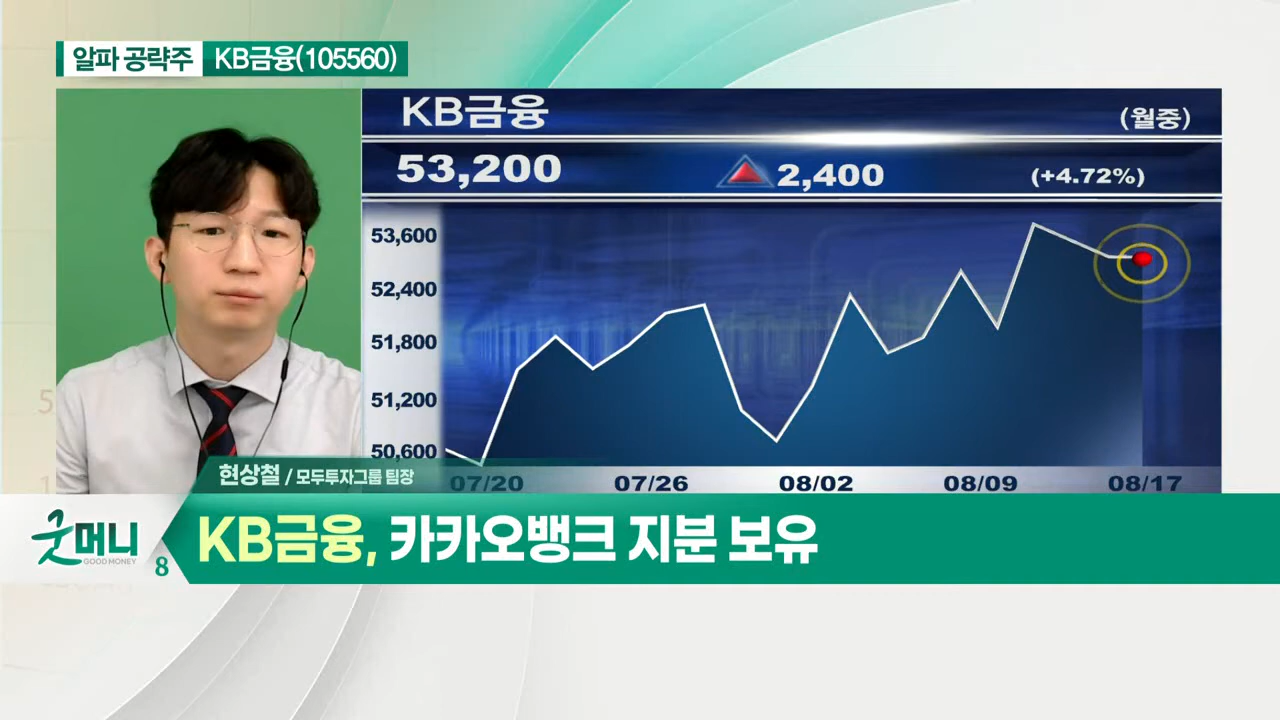 알파 공략주 KB금융(105560)
KB금융 (월중)
53,200 ▲2,400 (+4.72%)
53,600
52,400
51,800
51,200
50,600
07/20 07/26 08/02 08/09 08/17
현상철 / 모두투자그룹 팀장
굿머니
GOOD MONEY
8
KB금융, 카카오뱅크 지분 보유